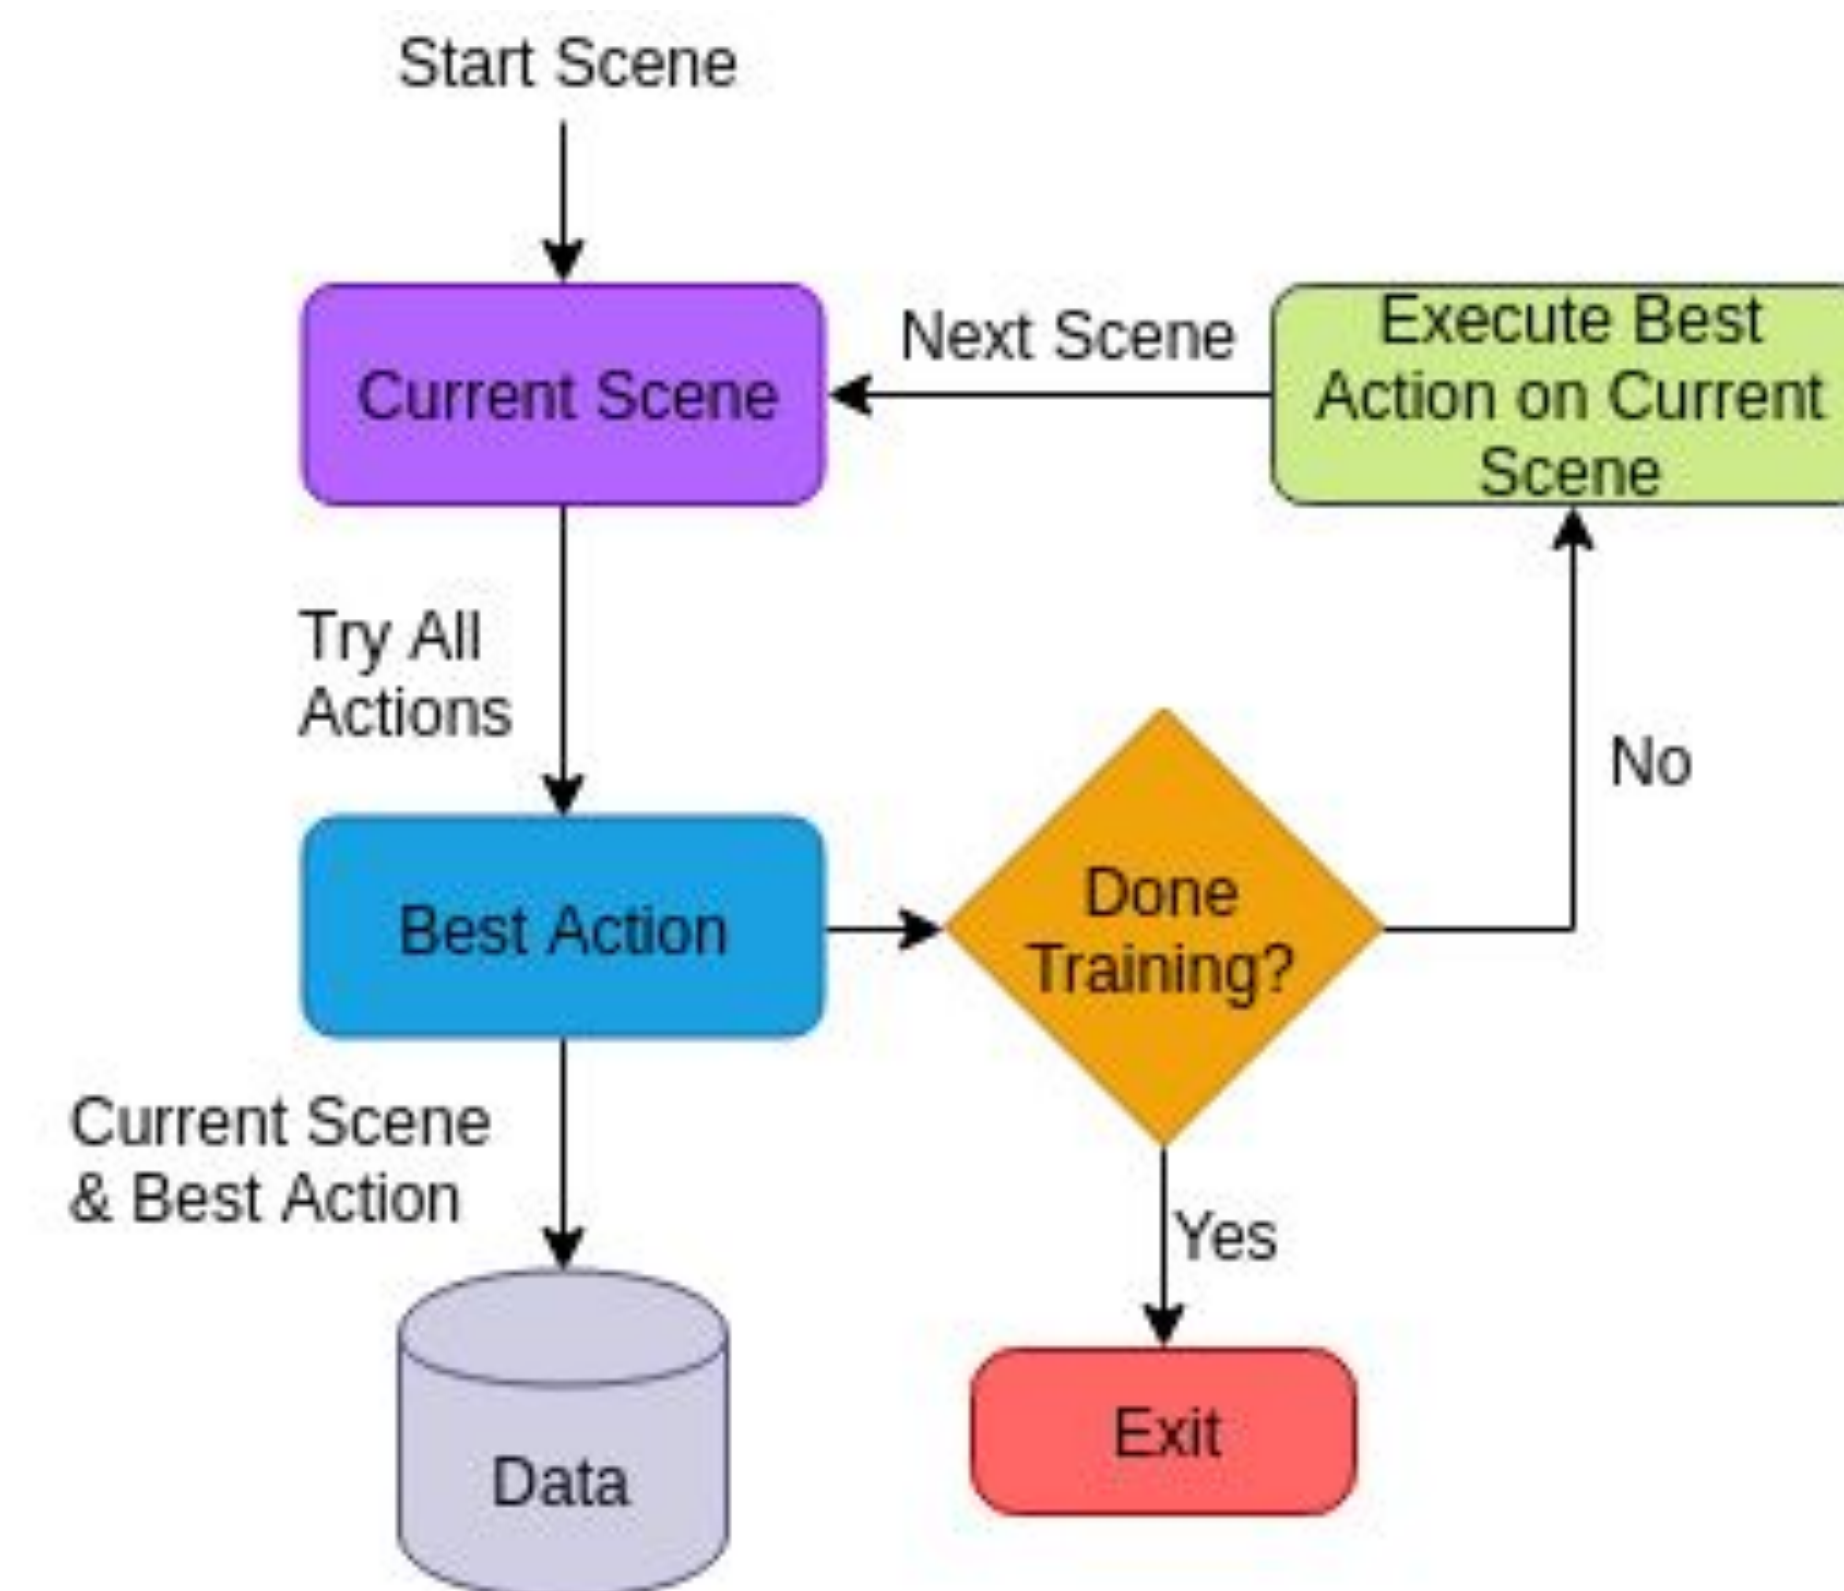 Start Scene
Current Scene
Next Scene
Execute Best
Action on Current
Scene
Try All
Actions
No
Best Action
Done
Training?
Current Scene
& Best Action
Yes
Data
Exit